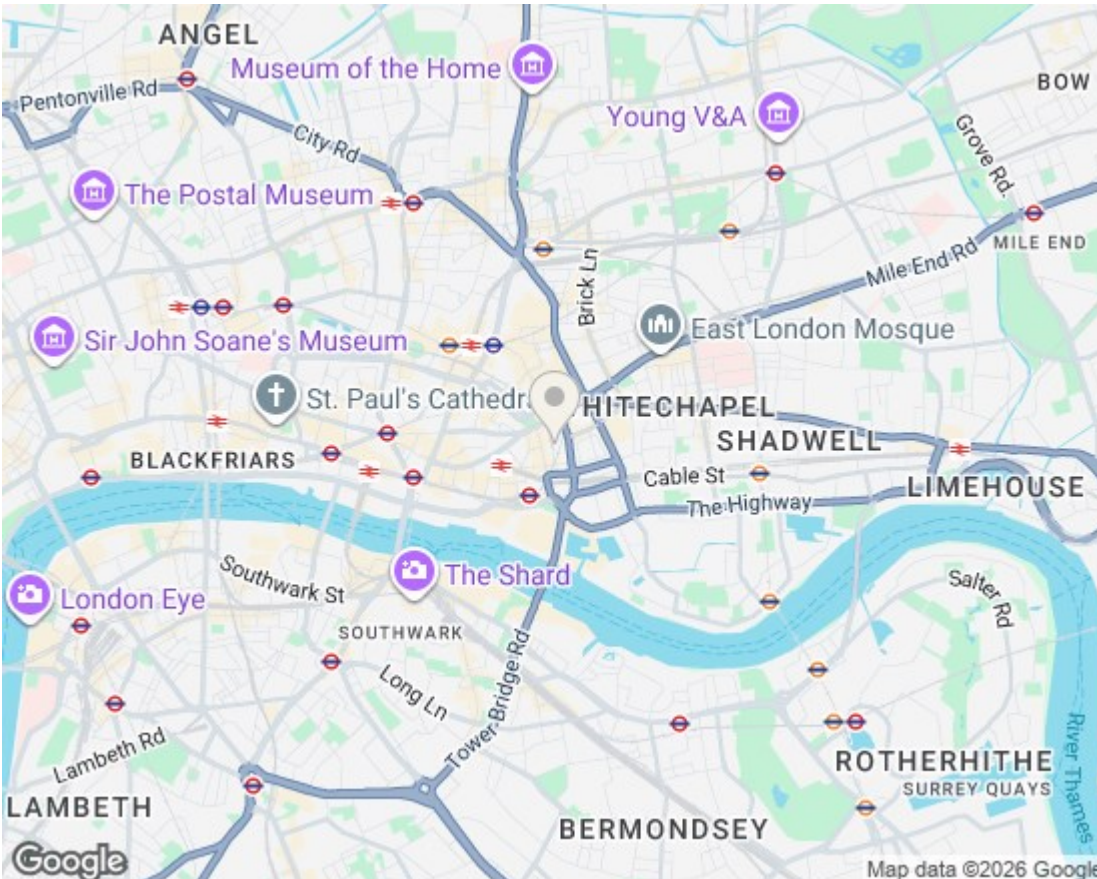 ANGEL
Museum of the Home
BOW
Pentonville Rd
Young V&A
City Rd
Grove Rd.
The Postal Museum
MILE END
Mile End Rd
Brick Ln
East London Mosque
Sir John Soane's Museum
St. Paul's Cathedr
HITECHAPEL
SHADWELL
BLACKFRIARS
Cable St
LIMEHOUSE
The Highway
The Shard
Southwark St
Salter Rd
London Eye
SOUTHWARK
Long Ln
Tower Bridge Rd
Lambeth Rd
River Thames
ROTHERHITHE
SURREY QUAYS
LAMBETH
BERMONDSEY
Google
Map data ©2026 Google